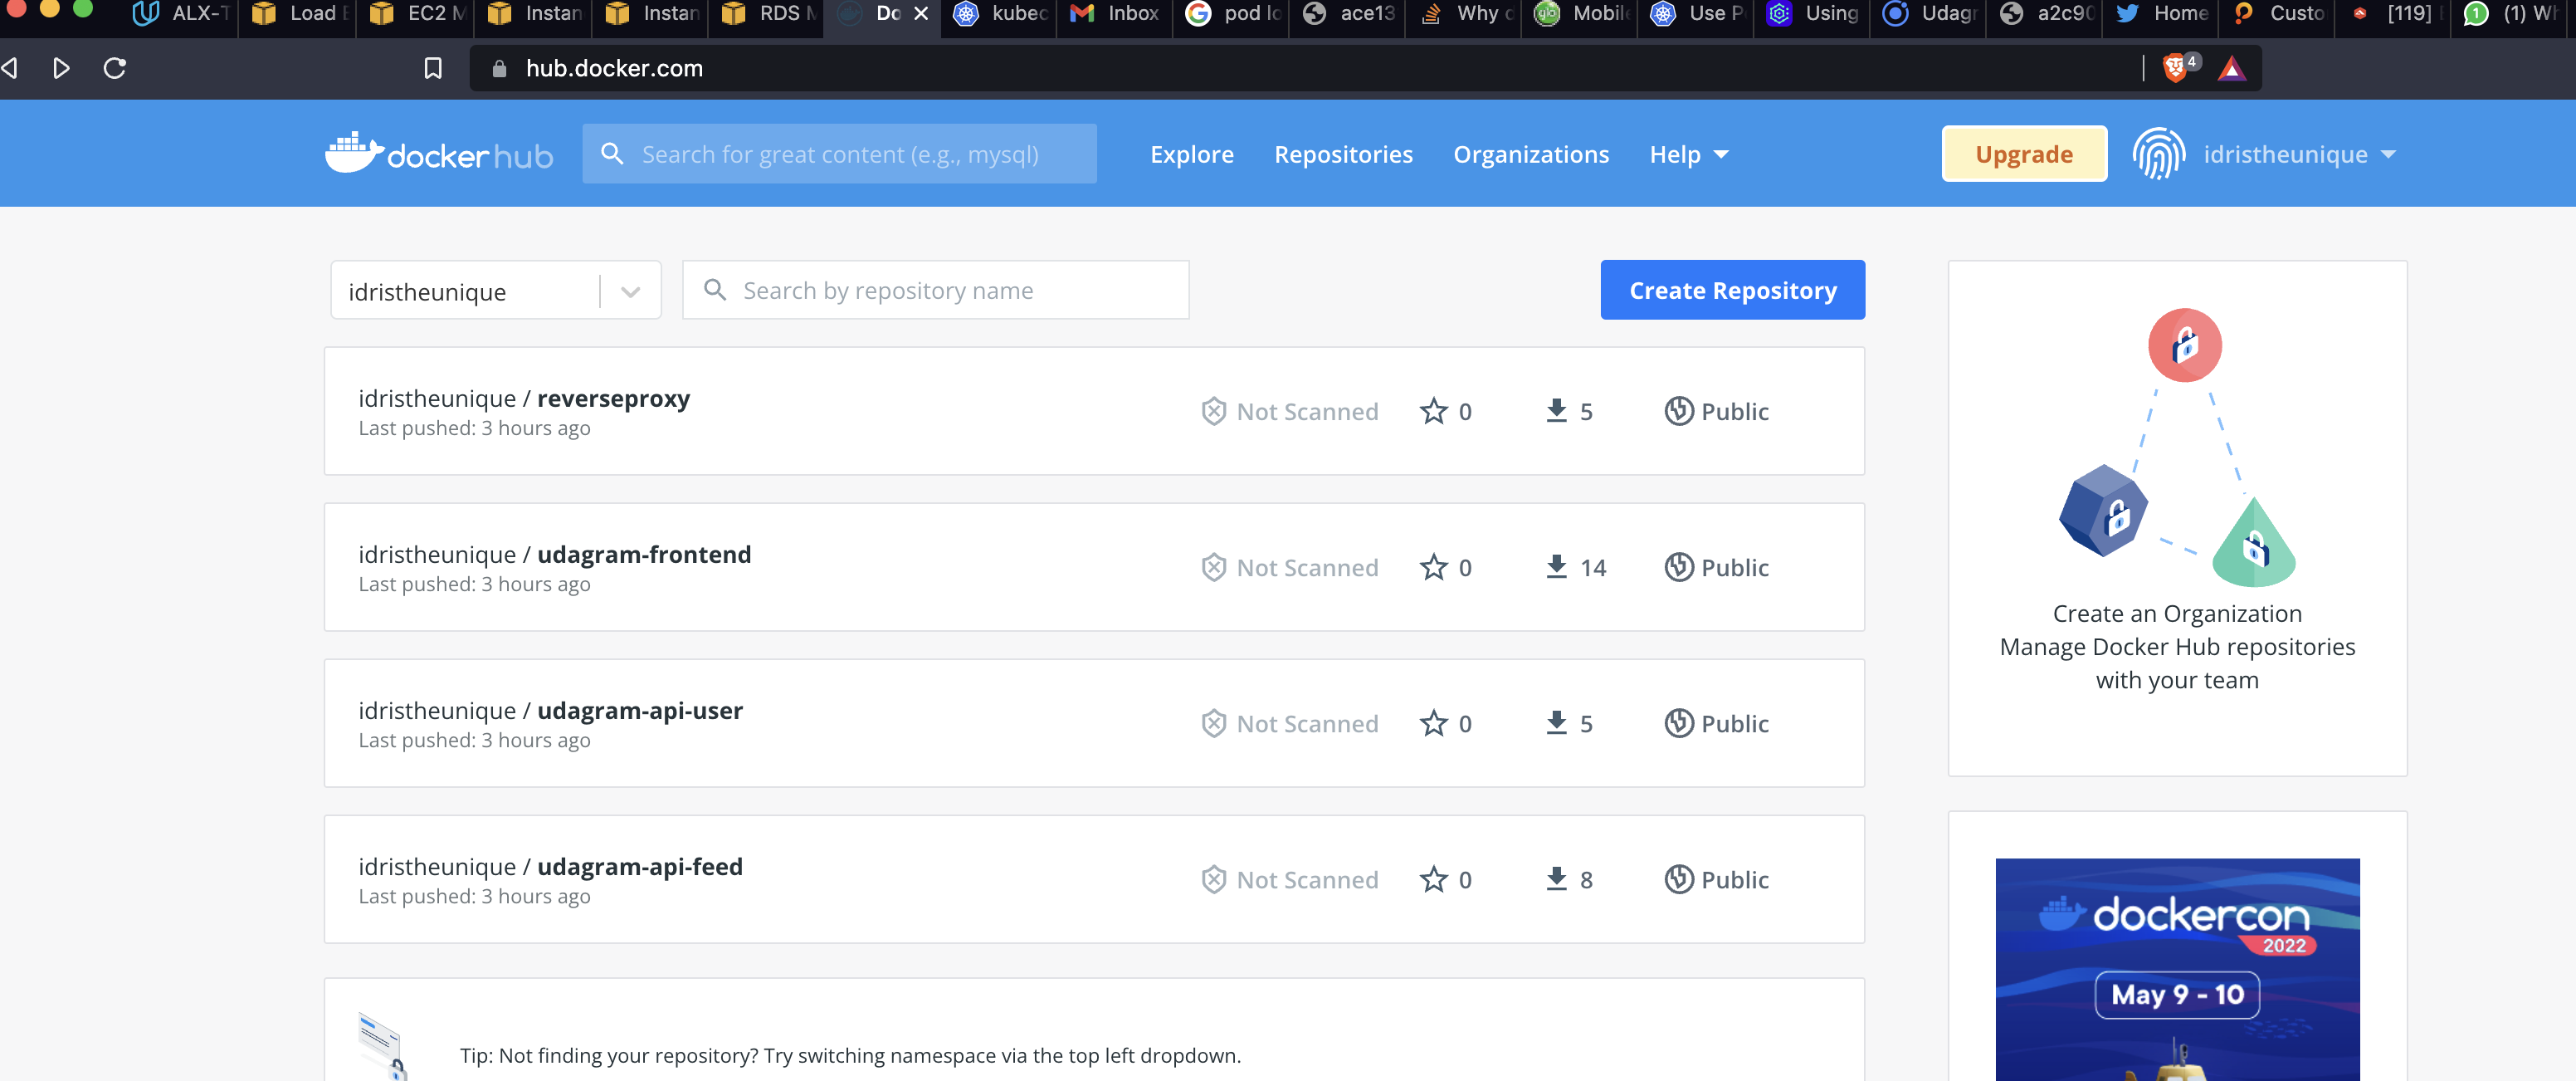 ALX-T Load EC2 M Instan Instan RDS M Do kubec Inbox pod lo ace13 Why d Mobil Use P Using Udagr a2c90 Home Custo [119] (1) W
hub.docker.com 4
docker hub Search for great content (e.g., mysql) Explore Repositories Organizations Help Upgrade idristheunique
idristheunique Search by repository name Create Repository
idristheunique / reverseproxy
Last pushed: 3 hours ago
Not Scanned 0 5 Public
idristheunique / udagram-frontend
Last pushed: 3 hours ago
Not Scanned 0 14 Public
idristheunique / udagram-api-user
Last pushed: 3 hours ago
Not Scanned 0 5 Public
idristheunique / udagram-api-feed
Last pushed: 3 hours ago
Not Scanned 0 8 Public
Tip: Not finding your repository? Try switching namespace via the top left dropdown.
Create an Organization
Manage Docker Hub repositories
with your team
dockercon
2022
May 9 - 10